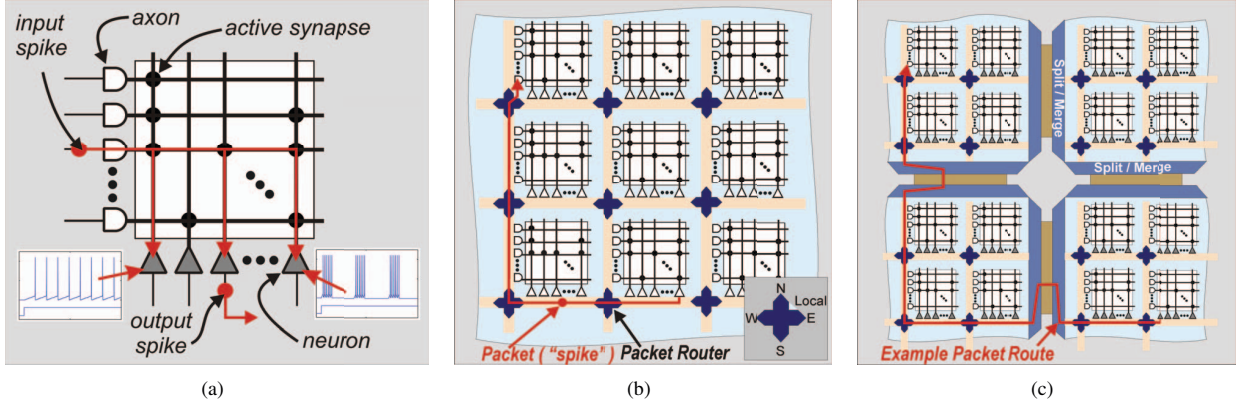 input
spike
axon
active synapse
output
spike
neuron
(a)
N
Local
W
E
S
Packet ( “spike” )
Packet Router
(b)
Split / Merge
Split / Merge
Example Packet Route
(c)